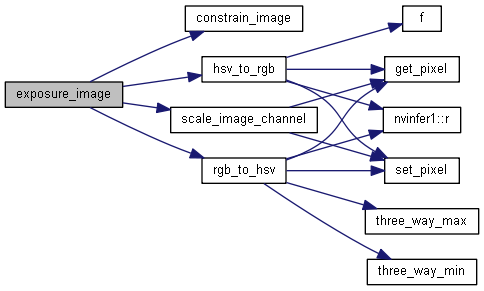 constrain_image
f
hsv_to_rgb
get_pixel
exposure_image
scale_image_channel
nvinfer1::r
rgb_to_hsv
set_pixel
three_way_max
three_way_min